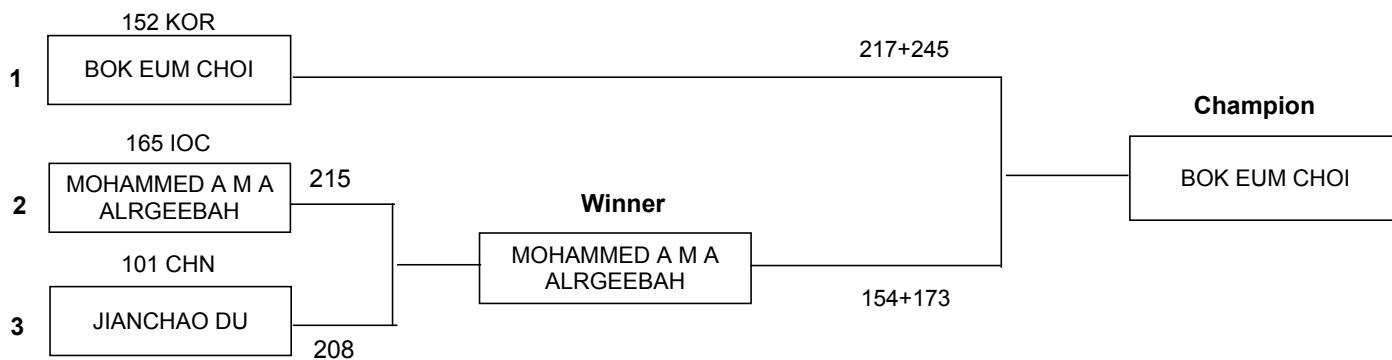 152 KOR
1
BOK EUM CHOI
217+245
Champion
BOK EUM CHOI
165 IOC
2
MOHAMMED A M A
ALRGEEBAH
215
Winner
MOHAMMED A M A
ALRGEEBAH
154+173
101 CHN
3
JIANCHAO DU
208